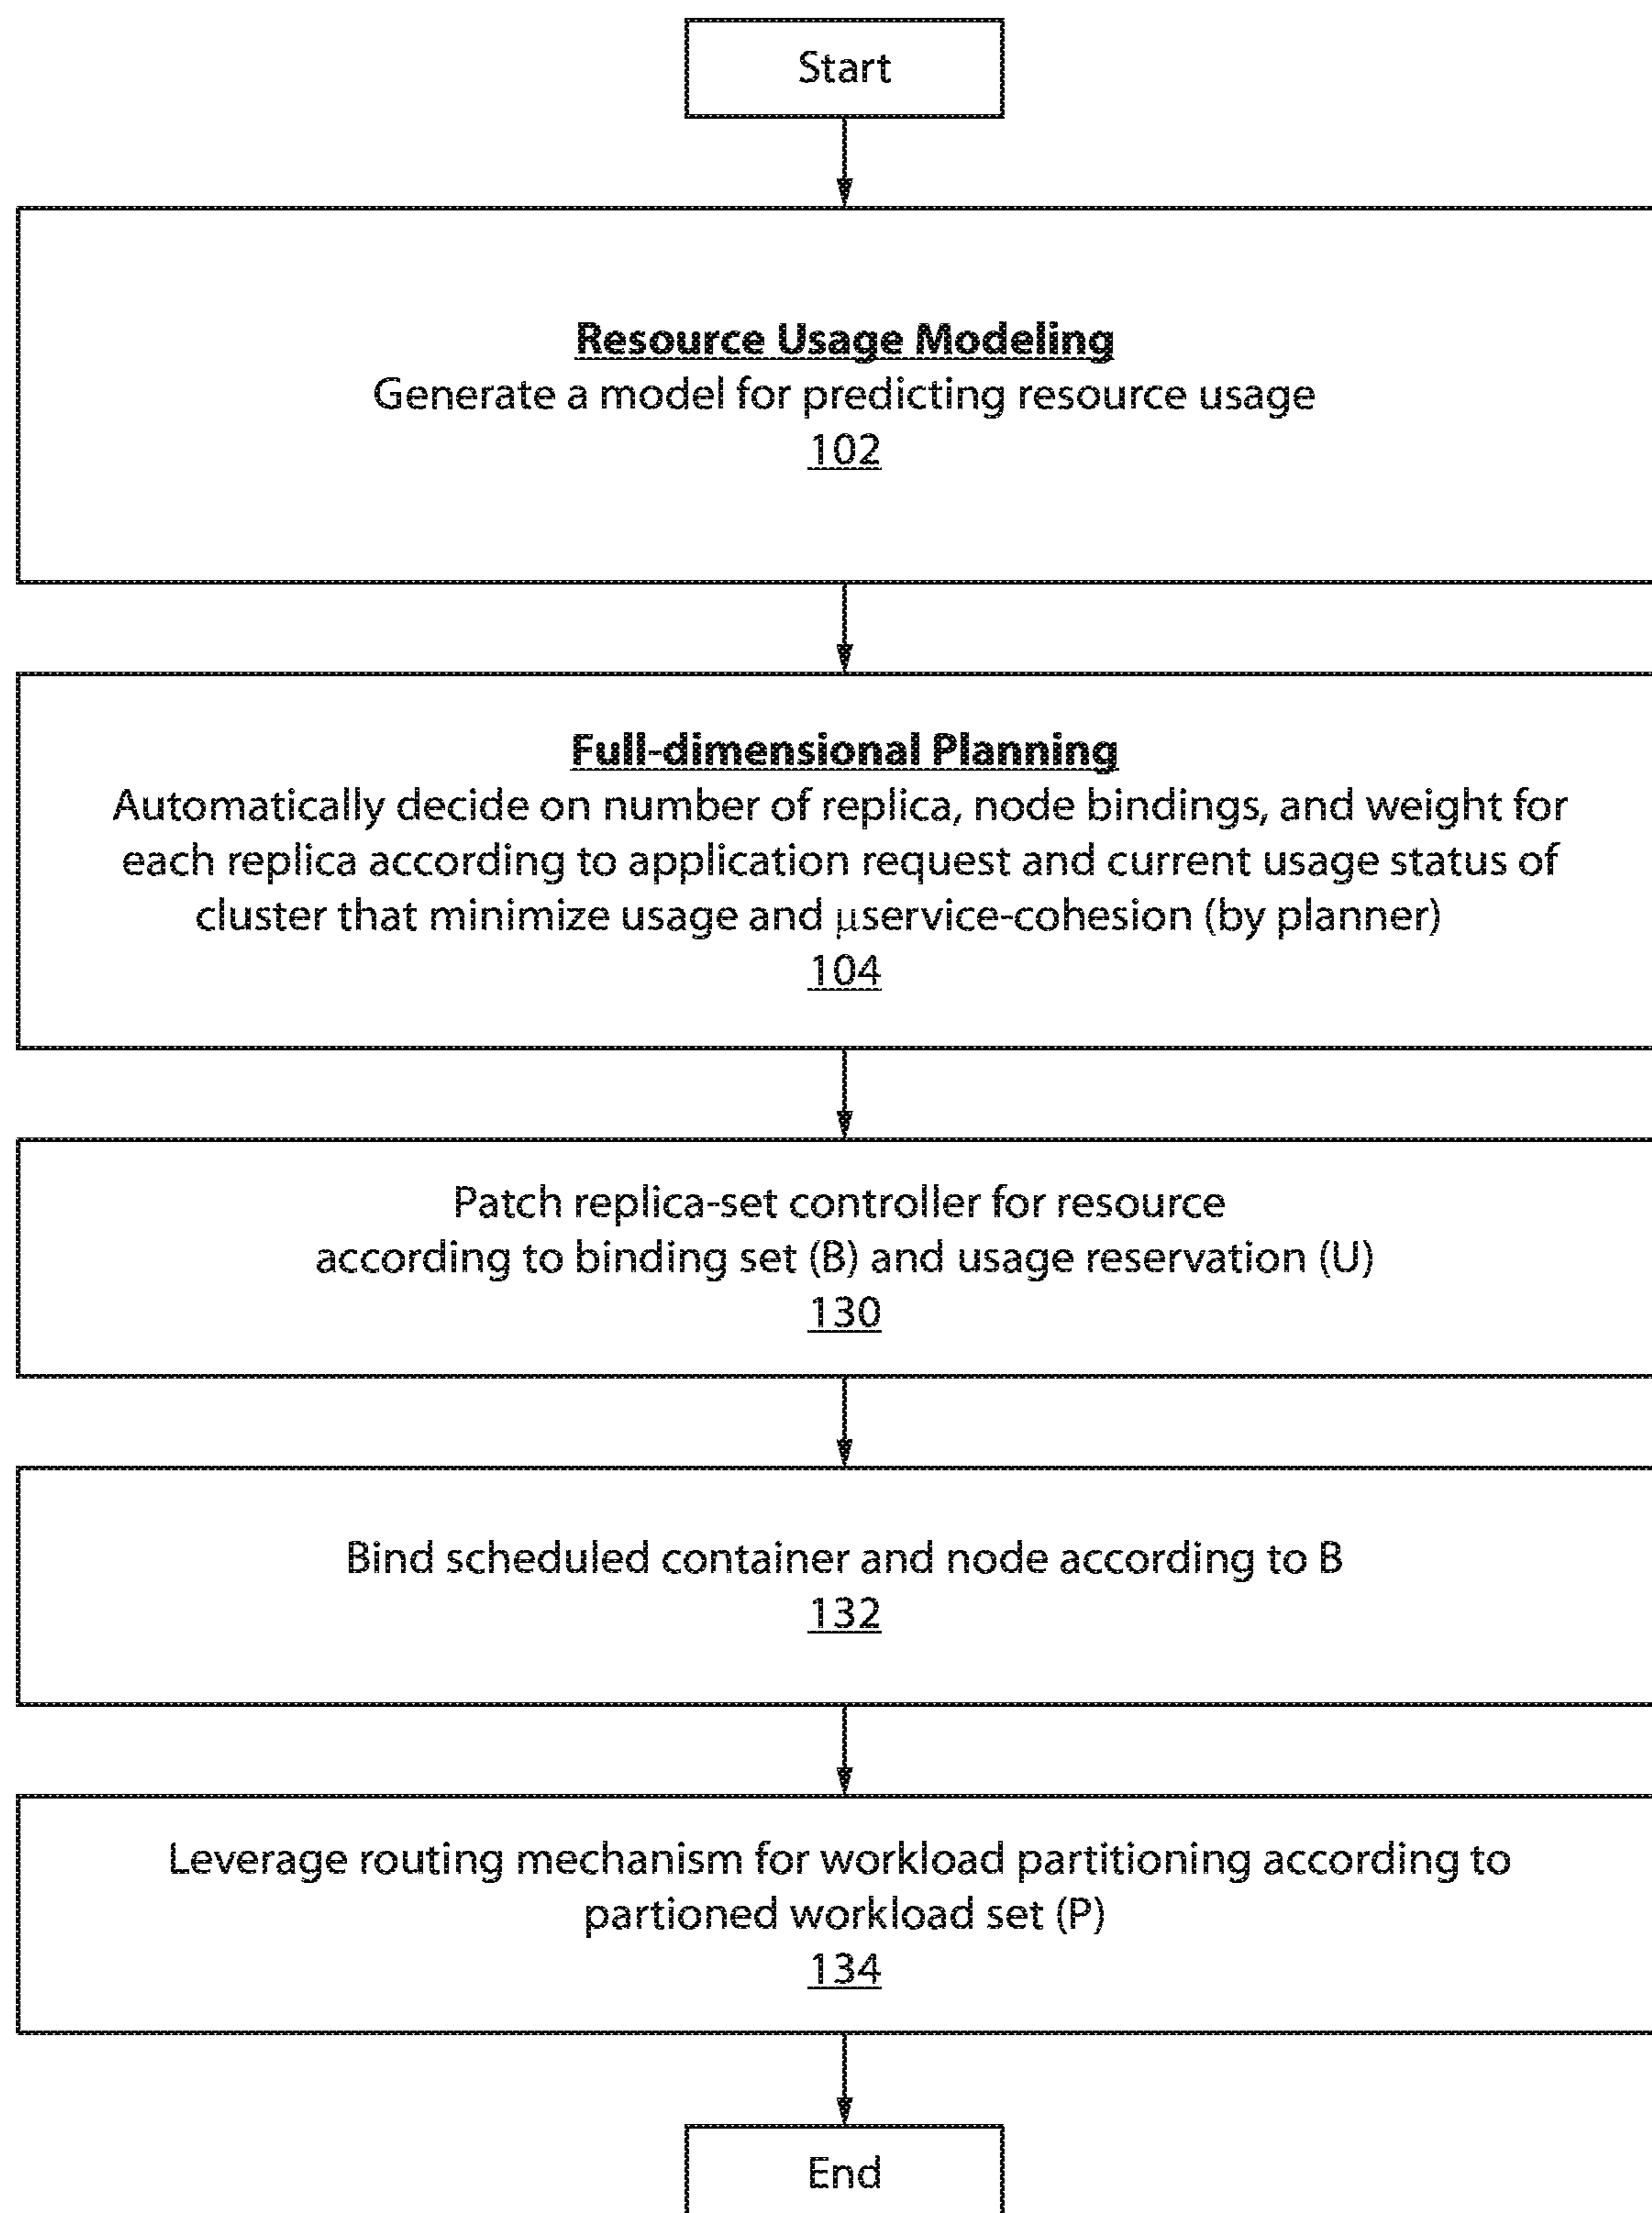 Start
Resource Usage Modeling
Generate a model for predicting resource usage
102
Full-dimensional Planning
Automatically decide on number of replica, node bindings, and weight for
each replica according to application request and current usage status of
cluster that minimize usage and μservice-cohesion (by planner)
104
Patch replica-set controller for resource
according to binding set (B) and usage reservation (U)
130
Bind scheduled container and node according to B
132
Leverage routing mechanism for workload partitioning according to
partioned workload set (P)
134
End